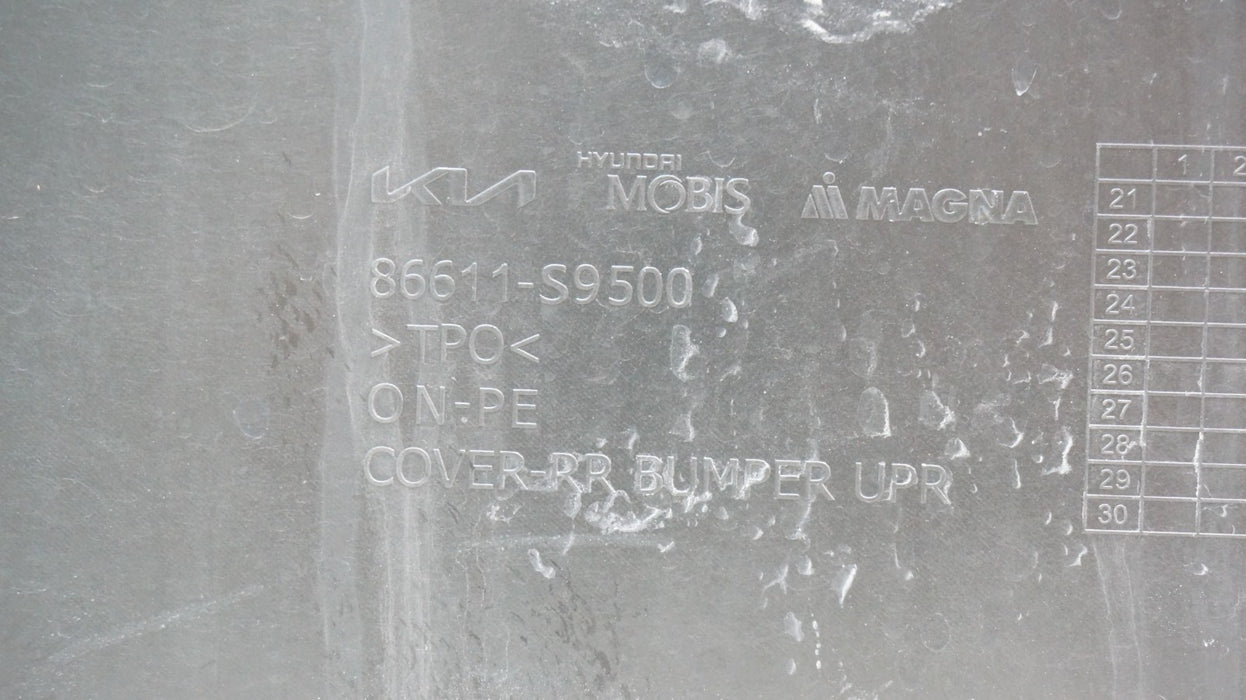 KIA
HYUNDAI
MOBIS
MAGNA
86611-S9500
>TPO<
ON:PE
COVER-RR BUMPER UPR
1 2
21
22
23
24
25
26
27
28
29
30